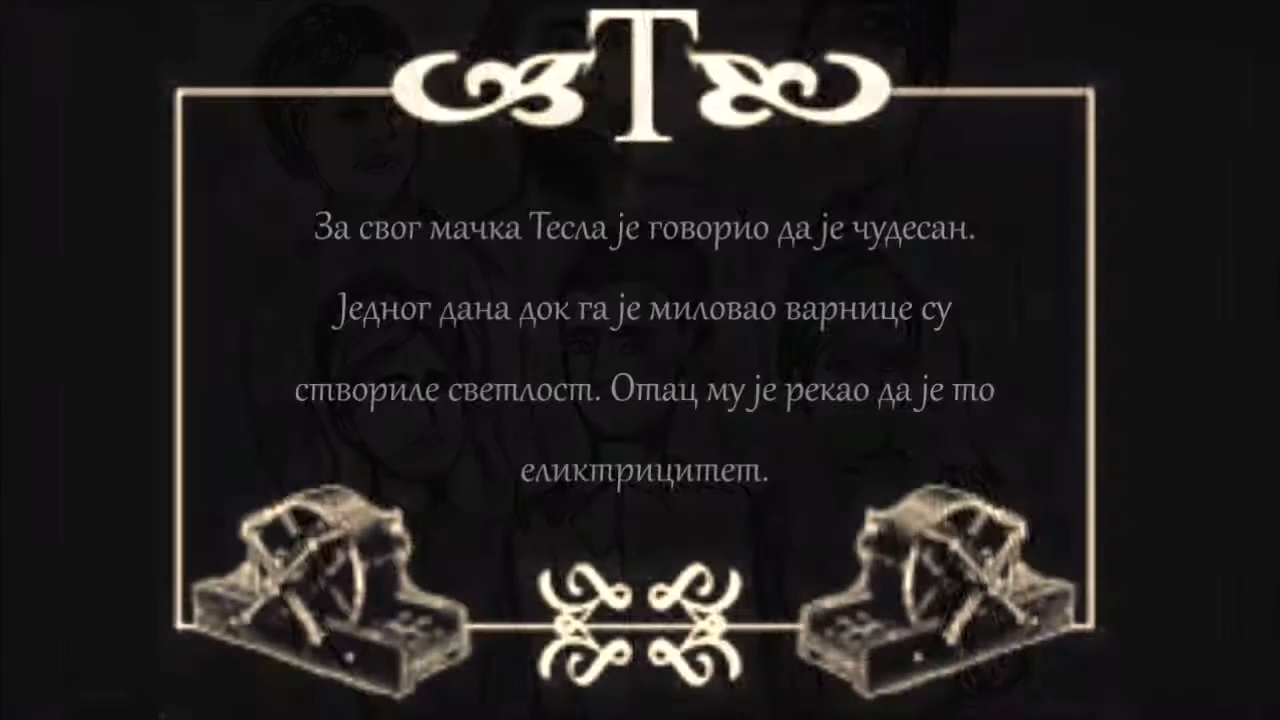 Т
За свог мачка Тесла је говорио да је чудесан.
Једног дана док га је миловао варнице су
створиле светлост. Отац му је рекао да је то
еликтрицитет.